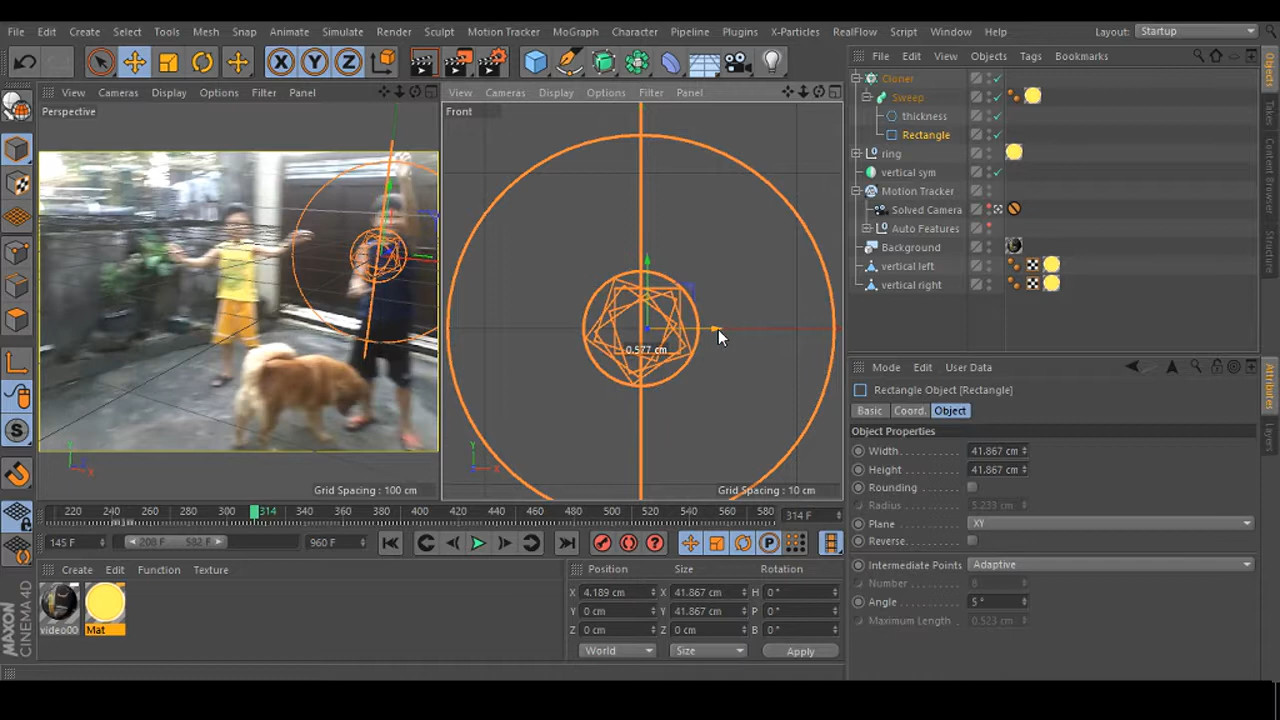 File Edit Create Select Tools Mesh Snap Animate Simulate Render Sculpt Motion Tracker MoGraph Character Pipeline Plugins X-Particles RealFlow Script Window Help Layout: Startup
X Y Z
File Edit View Objects Tags Bookmarks
View Cameras Display Options Filter Panel
View Cameras Display Options Filter Panel
Perspective
Front
Cloner
Sweep
thickness
Rectangle
ring
vertical sym
Motion Tracker
Solved Camera
Auto Features
Background
vertical left
vertical right
Objects
Takes
Content Browser
Structure
0.577 cm
Y
X
Y
X
Grid Spacing : 100 cm
Grid Spacing : 10 cm
Mode Edit User Data
Rectangle Object [Rectangle]
Basic Coord. Object
Object Properties
Width 41.867 cm
Height 41.867 cm
Rounding
Radius 5.233 cm
Plane XY
Reverse
Intermediate Points Adaptive
Number 8
Angle 5 °
Maximum Length 0.523 cm
Attributes
Layers
220 240 260 280 300 314 340 360 380 400 420 440 460 480 500 520 540 560 580 314 F
145 F 208 F 582 F 960 F
Create Edit Function Texture
video00
Mat
Position Size Rotation
X 4.189 cm X 41.867 cm H 0 °
Y 0 cm Y 41.867 cm P 0 °
Z 0 cm Z 0 cm B 0 °
World Size Apply
MAXON
CINEMA 4D